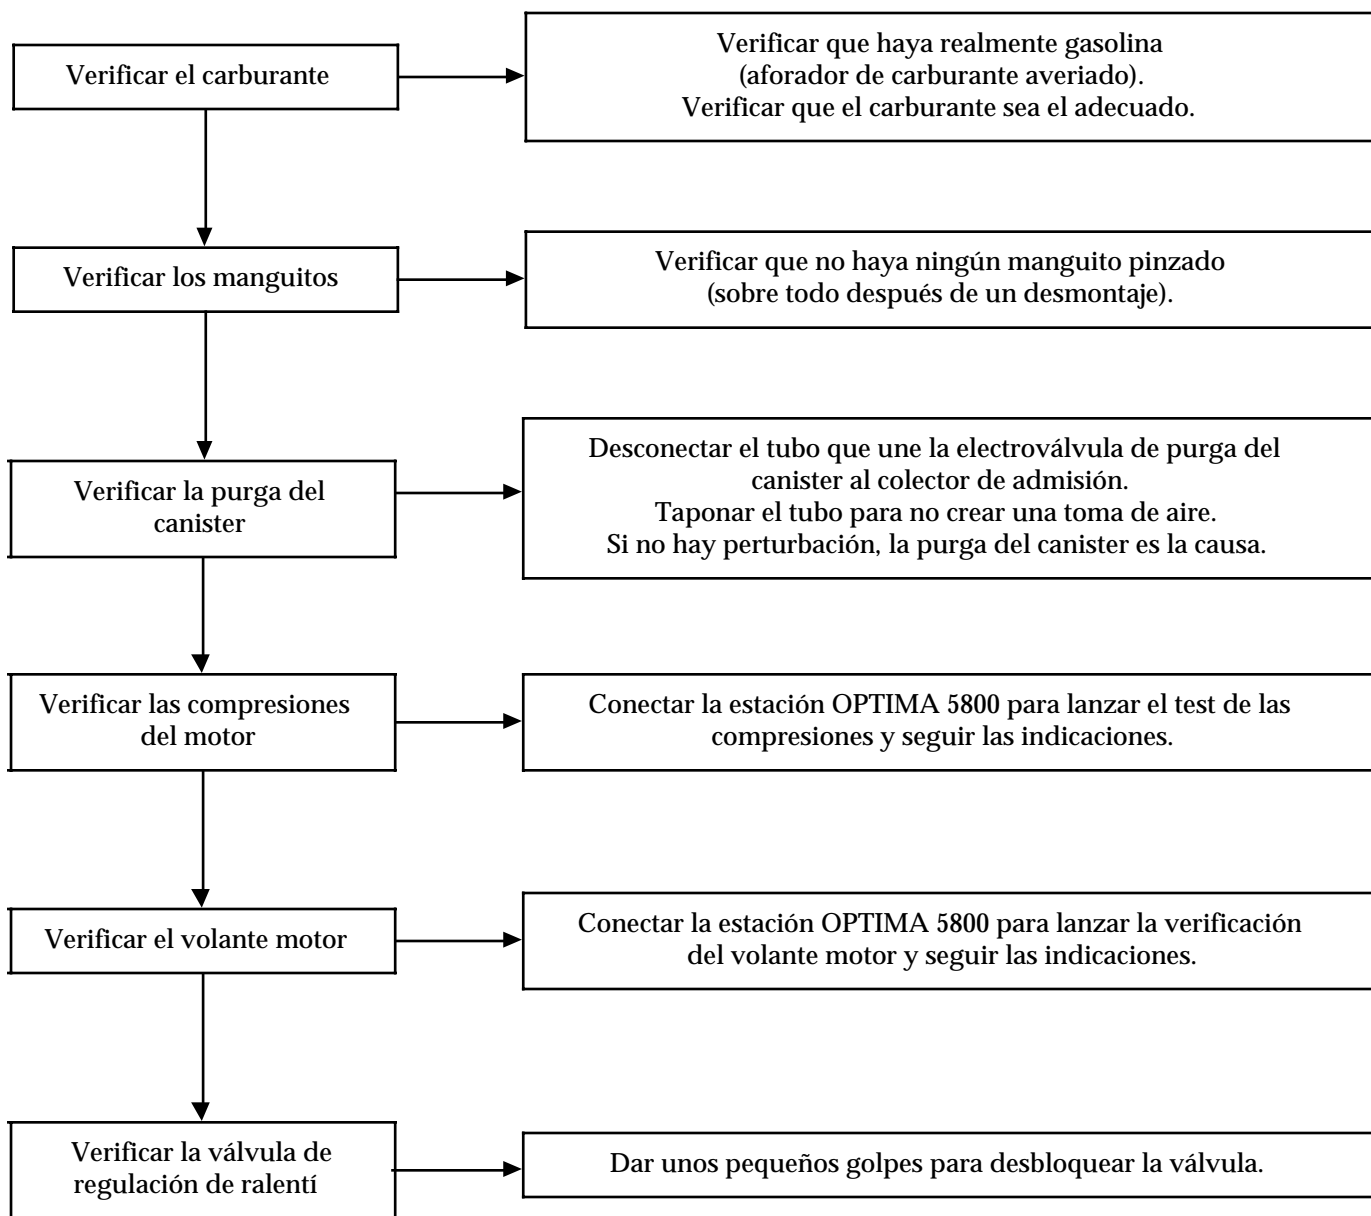 Verificar el carburante
Verificar que haya realmente gasolina
(aforador de carburante averiado).
Verificar que el carburante sea el adecuado.
Verificar los manguitos
Verificar que no haya ningún manguito pinzado
(sobre todo después de un desmontaje).
Verificar la purga del
canister
Desconectar el tubo que une la electroválvula de purga del
canister al colector de admisión.
Taponar el tubo para no crear una toma de aire.
Si no hay perturbación, la purga del canister es la causa.
Verificar las compresiones
del motor
Conectar la estación OPTIMA 5800 para lanzar el test de las
compresiones y seguir las indicaciones.
Verificar el volante motor
Conectar la estación OPTIMA 5800 para lanzar la verificación
del volante motor y seguir las indicaciones.
Verificar la válvula de
regulación de ralentí
Dar unos pequeños golpes para desbloquear la válvula.